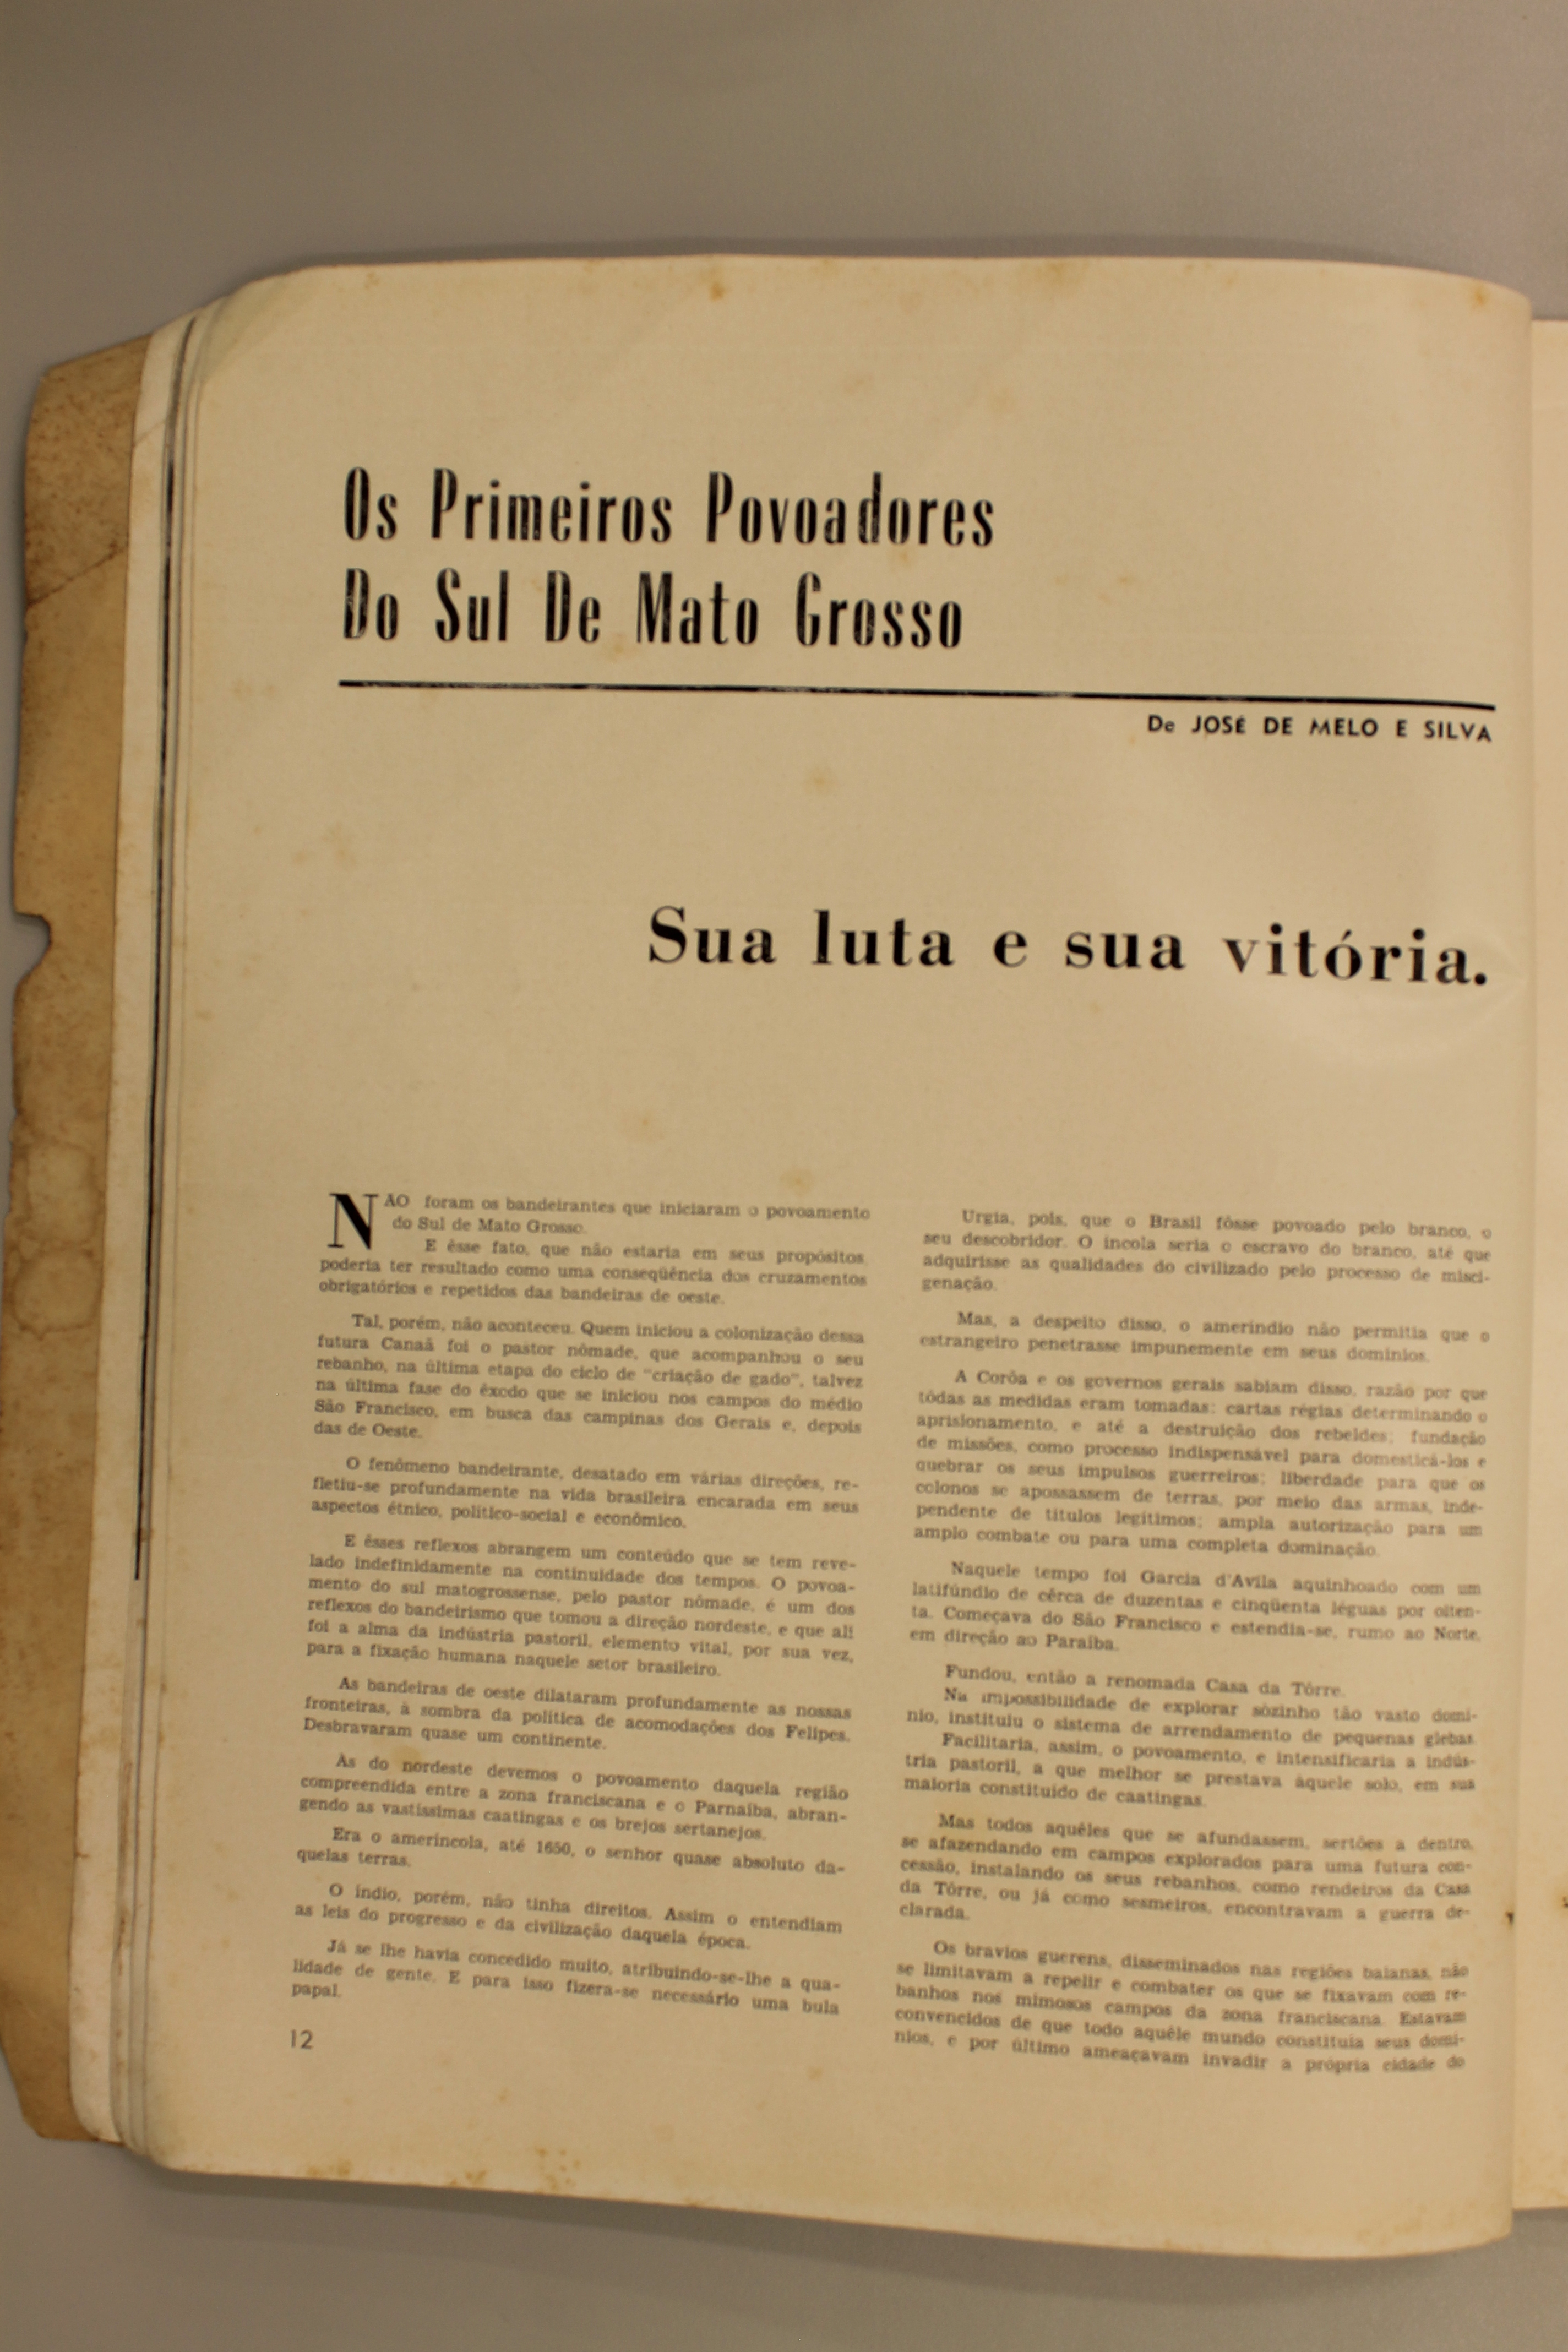 Os Primeiros Povoadores
Do Sul De Mato Grosso
De JOSÉ DE MELO E SILVA
Sua luta e sua vitória.
NÃO foram os bandeirantes que iniciaram o povoamento
do Sul de Mato Grosso.
E êsse fato, que não estaria em seus propósitos
poderia ter resultado como uma conseqüência dos cruzamentos
obrigatórios e repetidos das bandeiras de oeste.
Tal, porém, não aconteceu. Quem iniciou a colonização dessa
futura Canaã foi o pastor nômade, que acompanhou o seu
rebanho, na última etapa do ciclo de "criação de gado", talvez
na última fase do êxodo que se iniciou nos campos do médio
São Francisco, em busca das campinas dos Gerais e, depois
das de Oeste.
O fenômeno bandeirante, desatado em várias direções, re-
fletiu-se profundamente na vida brasileira encarada em seus
aspectos étnico, político-social e econômico.
E êsses reflexos abrangem um conteúdo que se tem reve-
lado indefinidamente na continuidade dos tempos. O povoa-
mento do sul matogrossense, pelo pastor nômade, é um dos
reflexos do bandeirismo que tomou a direção nordeste, e que ali
foi a alma da indústria pastoril, elemento vital, por sua vez,
para a fixação humana naquele setor brasileiro.
As bandeiras de oeste dilataram profundamente as nossas
fronteiras, à sombra da política de acomodações dos Felipes.
Desbravaram quase um continente.
Às do nordeste devemos o povoamento daquela região
compreendida entre a zona franciscana e o Parnaíba, abran-
gendo as vastíssimas caatingas e os brejos sertanejos.
Era o ameríncola, até 1650, o senhor quase absoluto da-
quelas terras.
O índio, porém, não tinha direitos. Assim o entendiam
as leis do progresso e da civilização daquela época.
Já se lhe havia concedido muito, atribuindo-se-lhe a qua-
lidade de gente. E para isso fizera-se necessário uma bula
papal.
12
Urgia, pois, que o Brasil fôsse povoado pelo branco, o
seu descobridor. O íncola seria o escravo do branco, até que
adquirisse as qualidades do civilizado pelo processo de misci-
genação.
Mas, a despeito disso, o ameríndio não permitia que o
estrangeiro penetrasse impunemente em seus domínios.
A Corôa e os governos gerais sabiam disso, razão por que
tôdas as medidas eram tomadas: cartas régias determinando o
aprisionamento, e até a destruição dos rebeldes; fundação
de missões, como processo indispensável para domesticá-los e
quebrar os seus impulsos guerreiros; liberdade para que os
colonos se apossassem de terras, por meio das armas, inde-
pendente de títulos legítimos; ampla autorização para um
amplo combate ou para uma completa dominação.
Naquele tempo foi Garcia d'Avila aquinhoado com um
latifúndio de cêrca de duzentas e cinqüenta léguas por oiten-
ta. Começava do São Francisco e estendia-se, rumo ao Norte,
em direção ao Paraíba.
Fundou, então a renomada Casa da Tôrre.
Na impossibilidade de explorar sòzinho tão vasto domí-
nio, instituiu o sistema de arrendamento de pequenas glebas
Facilitaria, assim, o povoamento, e intensificaria a indús-
tria pastoril, a que melhor se prestava àquele solo, em sua
maioria constituído de caatingas.
Mas todos aquêles que se afundassem, sertões a dentro,
se afazendando em campos explorados para uma futura con-
cessão, instalando os seus rebanhos, como rendeiros da Casa
da Tôrre, ou já como sesmeiros, encontravam a guerra de-
clarada.
Os bravios guerens, disseminados nas regiões baianas, não
se limitavam a repelir e combater os que se fixavam com re-
banhos nos mimosos campos da zona franciscana. Estavam
convencidos de que todo aquêle mundo constituia seus domí-
nios, e por último ameaçavam invadir a própria cidade do